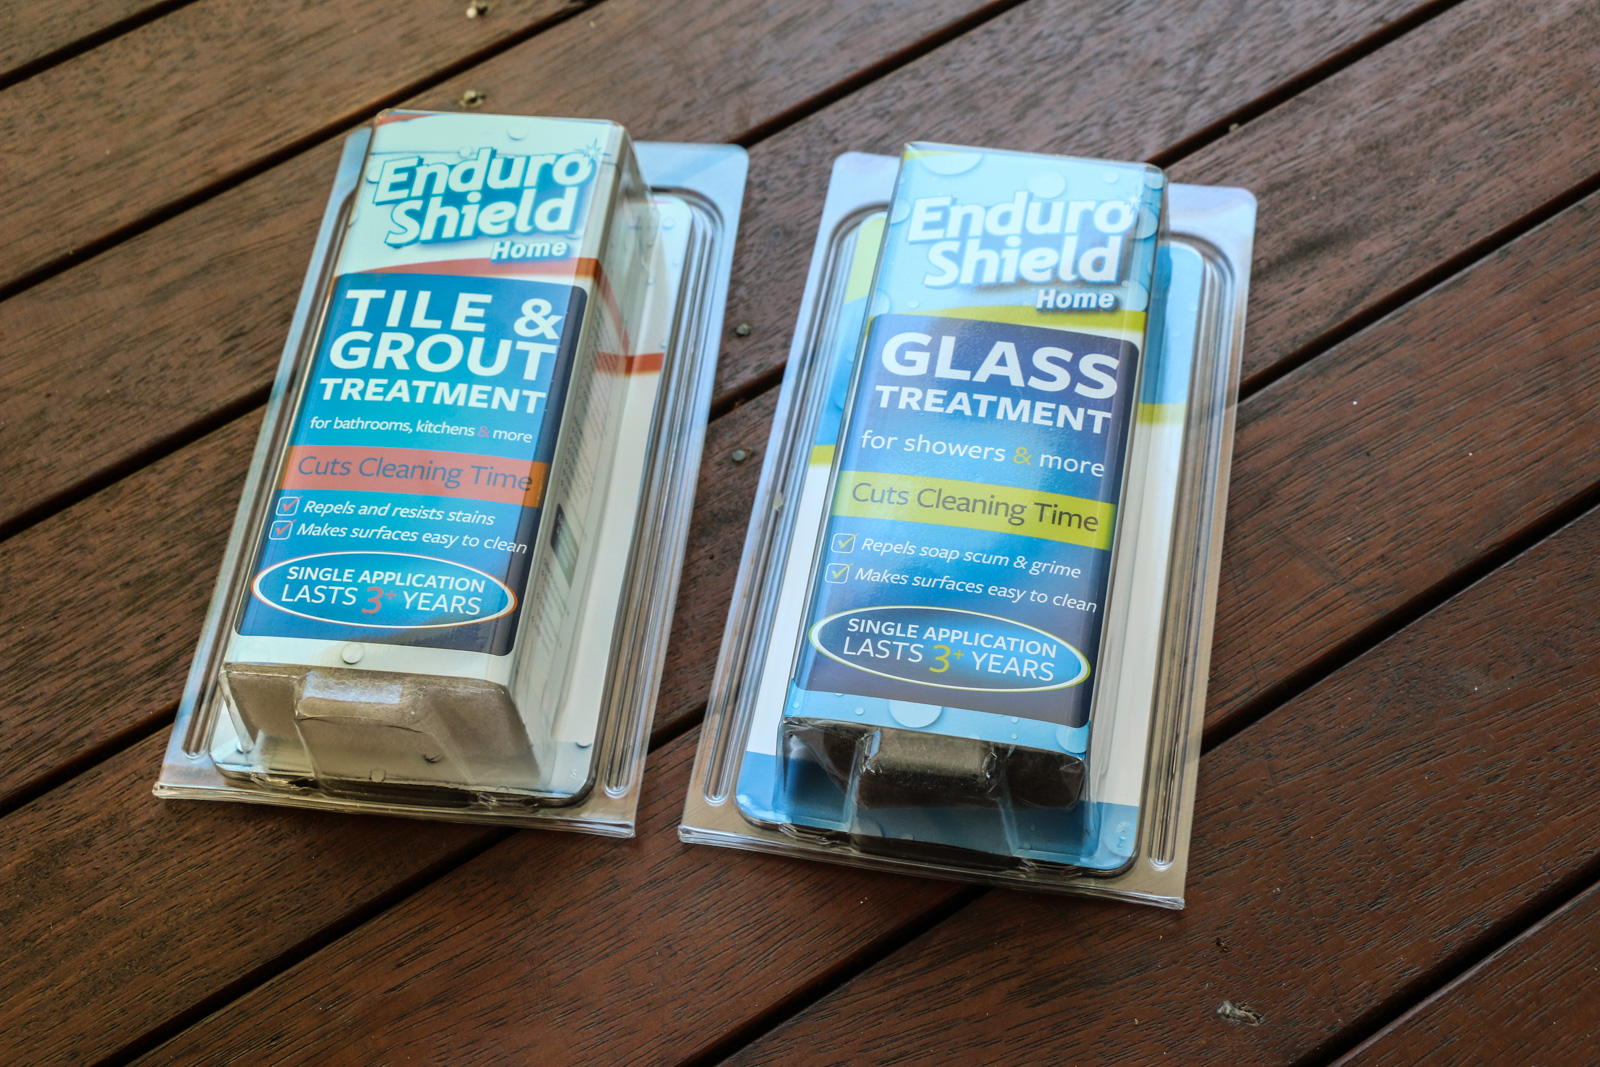 Enduro
Shield
Home
TILE &
GROUT
TREATMENT
for bathrooms, kitchens & more
Cuts Cleaning Time
Repels and resists stains
Makes surfaces easy to clean
SINGLE APPLICATION
LASTS 3+ YEARS
Enduro
Shield
Home
GLASS
TREATMENT
for showers & more
Cuts Cleaning Time
Repels soap scum & grime
Makes surfaces easy to clean
SINGLE APPLICATION
LASTS 3+ YEARS